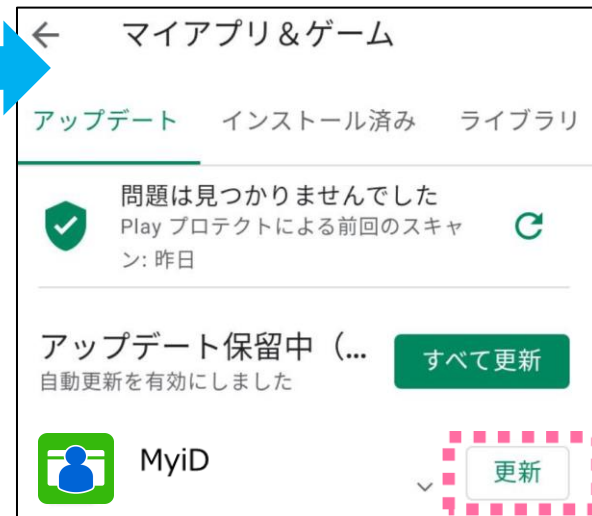 マイアプリ＆ゲーム
アップデート インストール済み ライブラリ
問題は見つかりませんでした
Play プロテクトによる前回のスキャ
ン: 昨日
アップデート保留中（...
すべて更新
自動更新を有効にしました
MyiD
更新